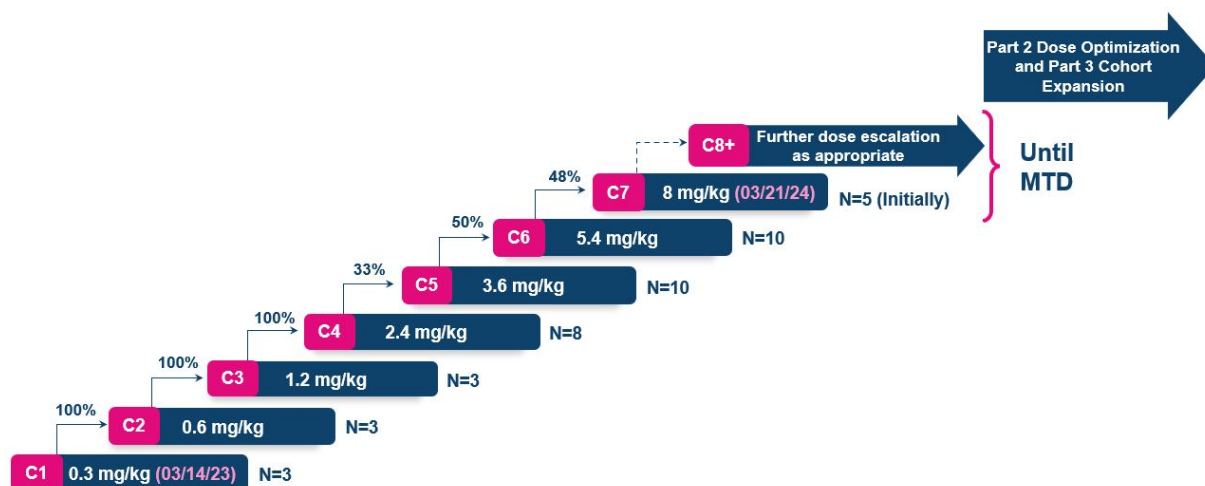 Part 2 Dose Optimization
and Part 3 Cohort
Expansion
C8+ Further dose escalation
as appropriate
Until
MTD
48%
C7 8 mg/kg (03/21/24) N=5 (Initially)
50%
C6 5.4 mg/kg N=10
33%
C5 3.6 mg/kg N=10
100%
C4 2.4 mg/kg N=8
100%
C3 1.2 mg/kg N=3
100%
C2 0.6 mg/kg N=3
C1 0.3 mg/kg (03/14/23) N=3